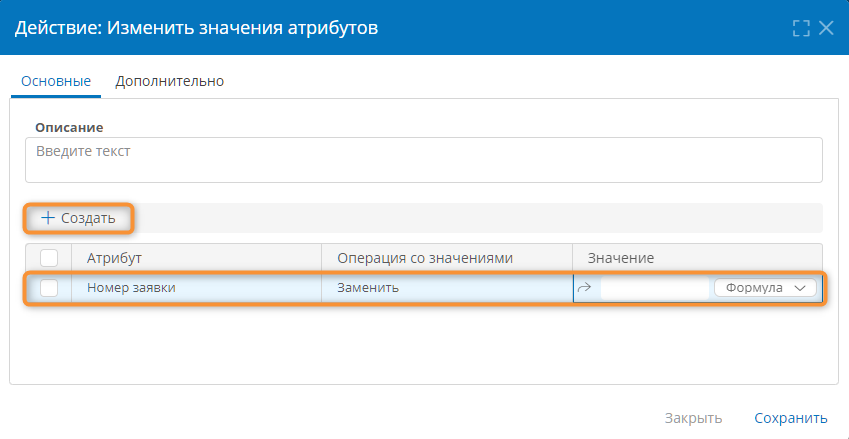 Действие: Изменить значения атрибутов
Основные Дополнительно
Описание
Введите текст
Создать
Атрибут Операция со значениями Значение
Номер заявки Заменить Формула
Закрыть Сохранить